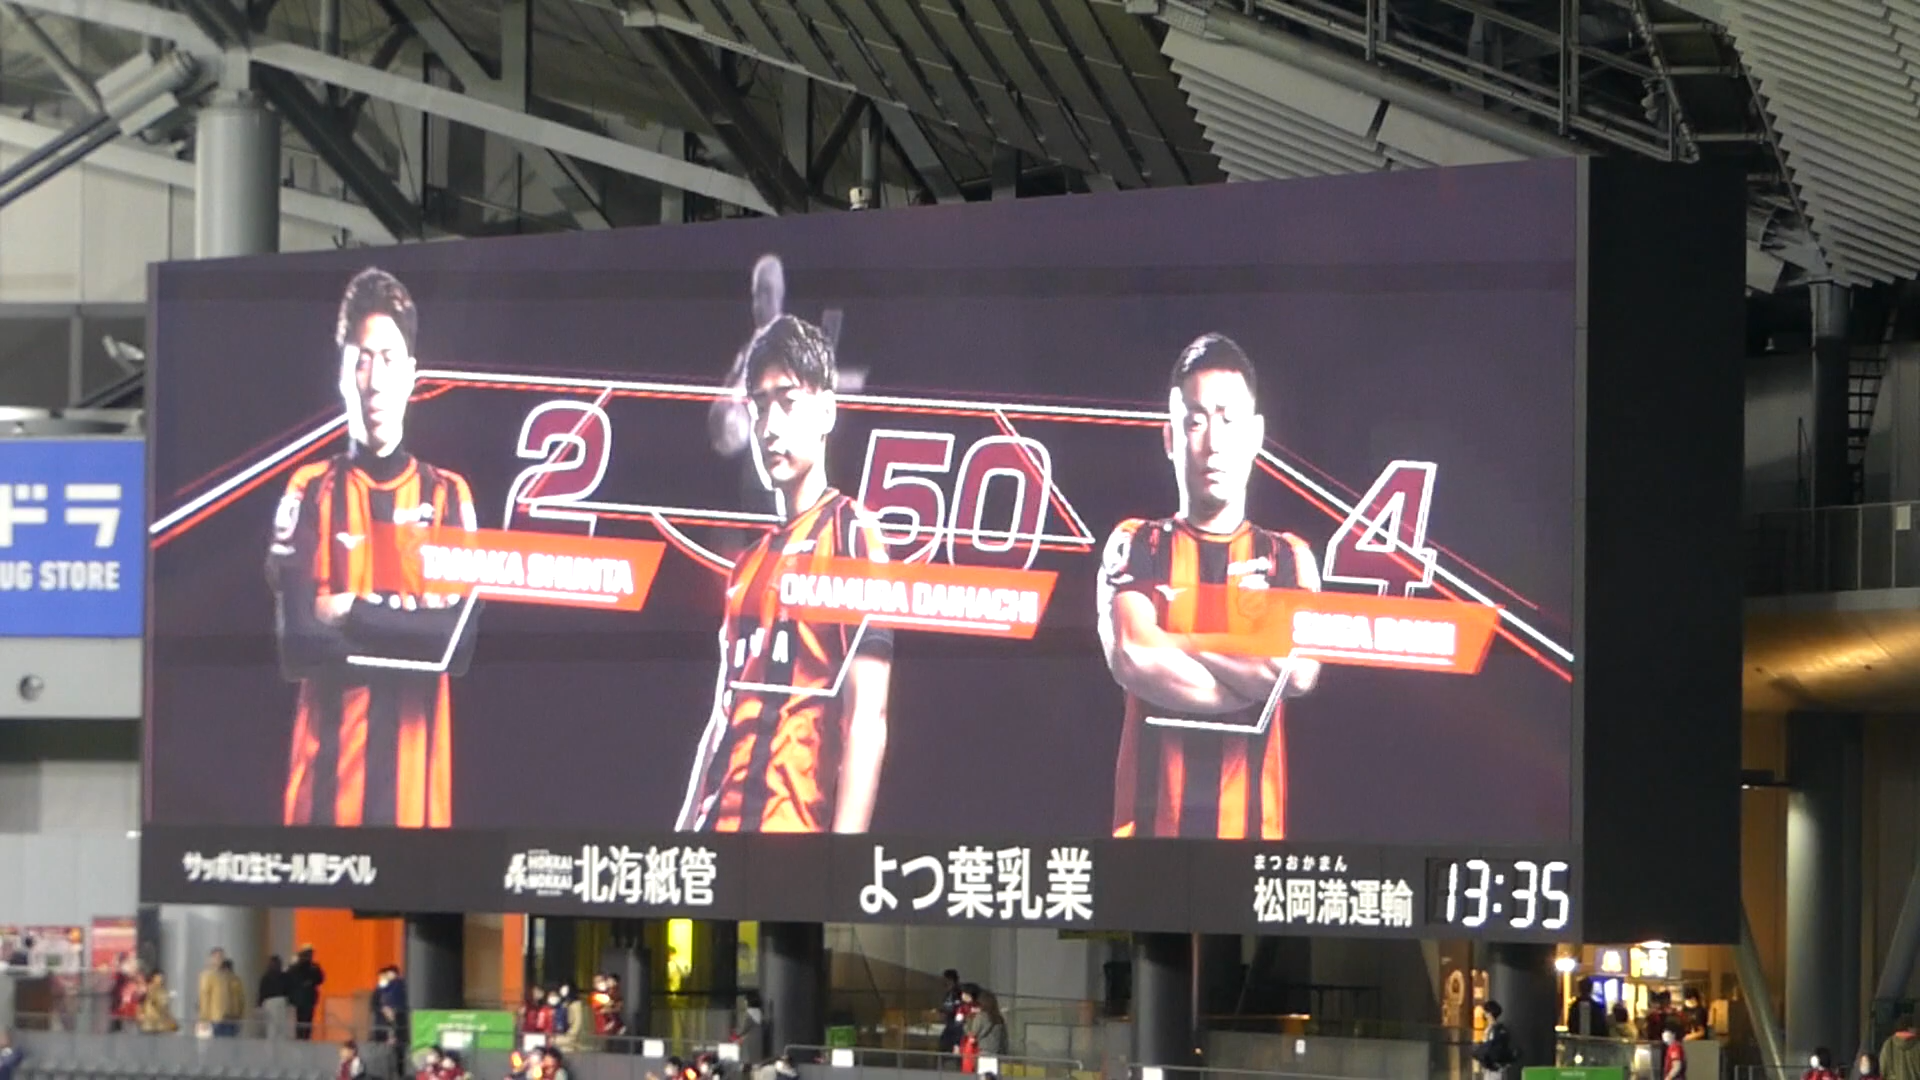 2
50
4
TANAKA SHUNTA
OKAMURA DAIHACHI
SUGA DAIKI
ドラ
UG STORE
サッポロ生ビール黒ラベル
北海紙管
よつ葉乳業
まつおかまん
松岡満運輸
13:35